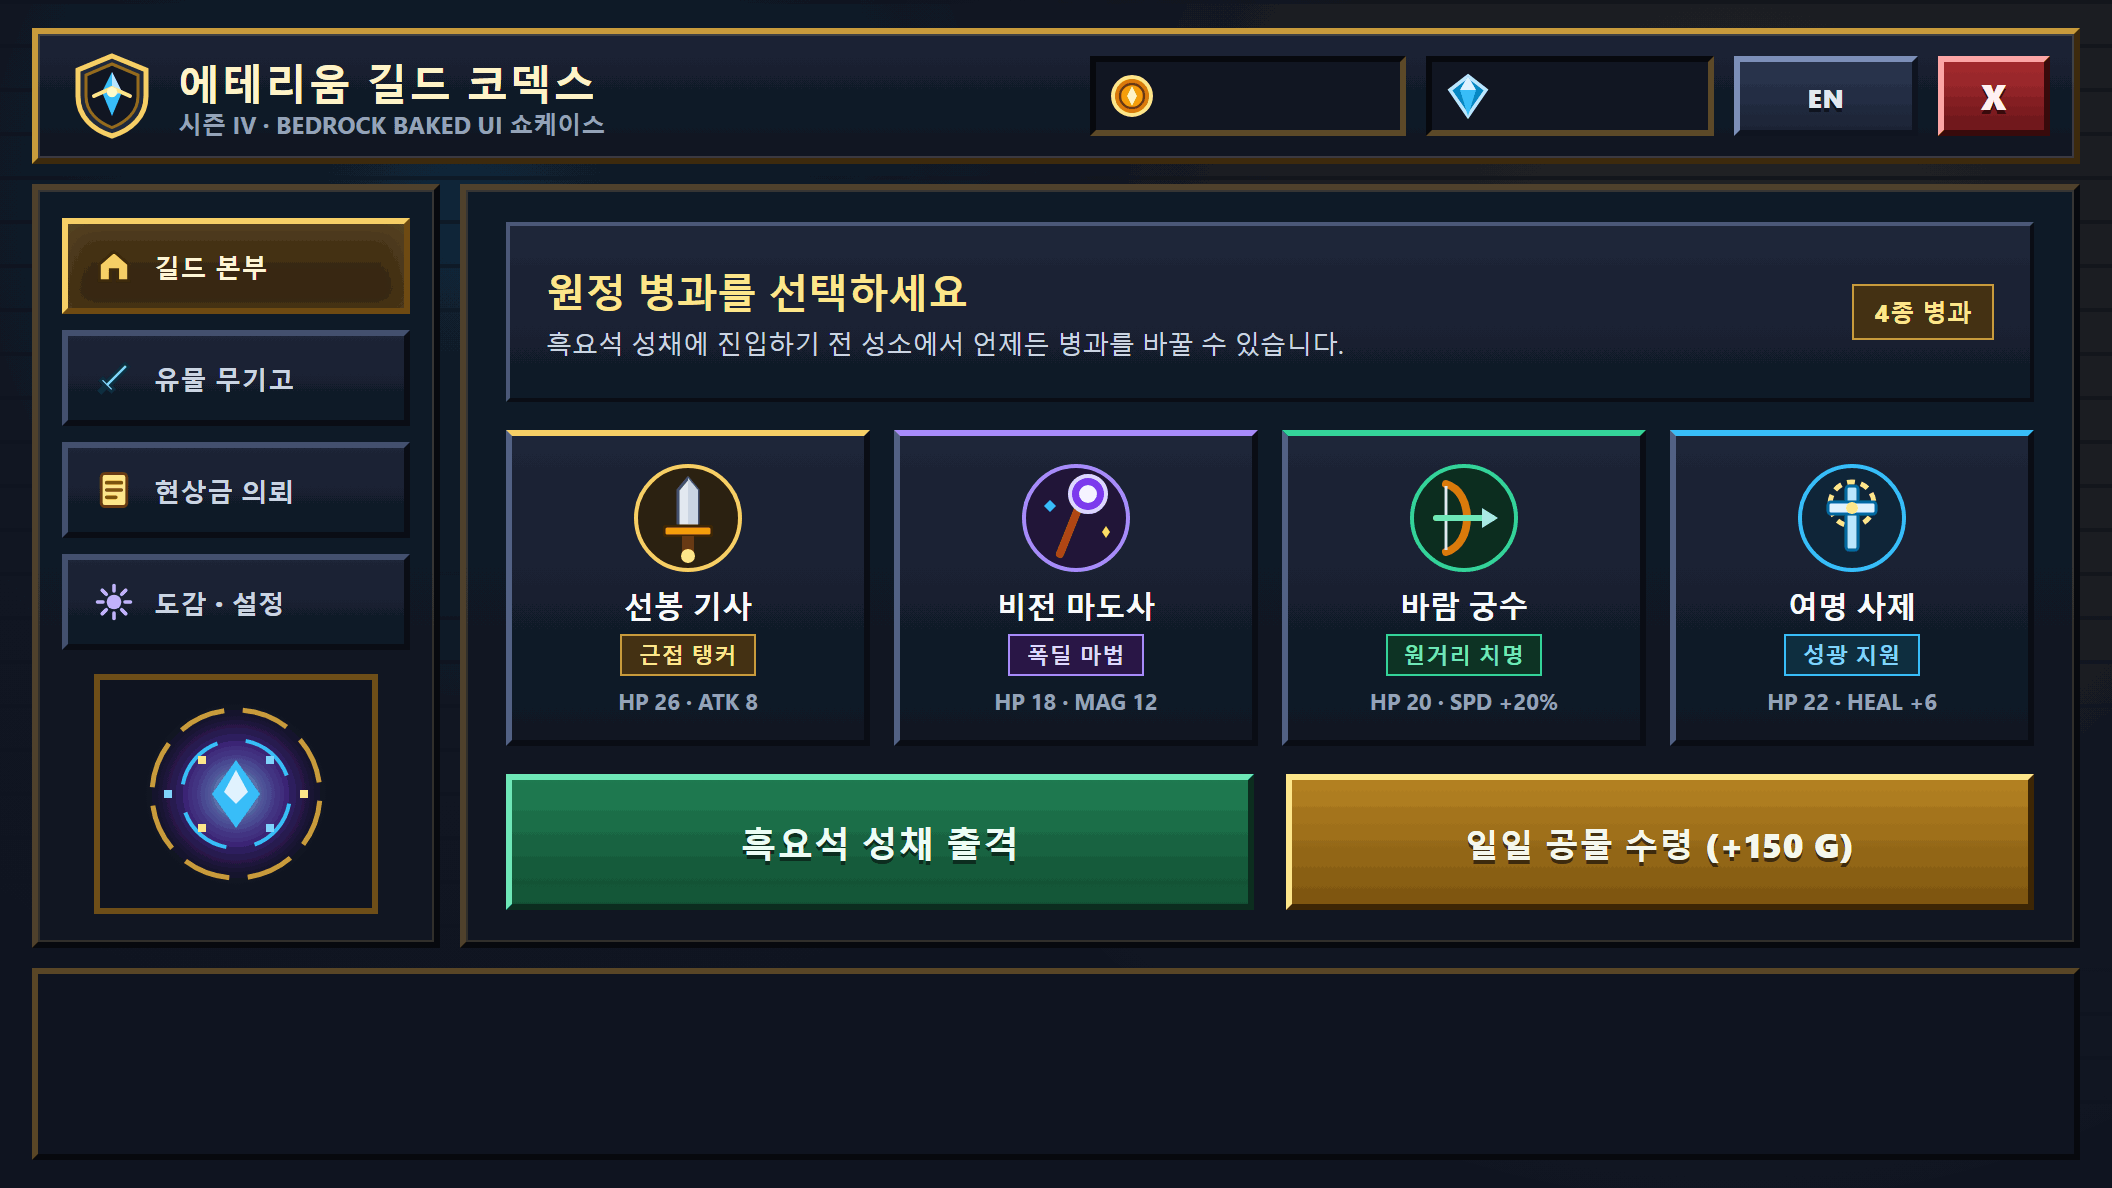 에테리움 길드 코덱스
시즌 IV · BEDROCK BAKED UI 쇼케이스
EN
X
길드 본부
유물 무기고
현상금 의뢰
도감 · 설정
원정 병과를 선택하세요
흑요석 성채에 진입하기 전 성소에서 언제든 병과를 바꿀 수 있습니다.
4종 병과
선봉 기사
근접 탱커
HP 26 · ATK 8
비전 마도사
폭딜 마법
HP 18 · MAG 12
바람 궁수
원거리 치명
HP 20 · SPD +20%
여명 사제
성광 지원
HP 22 · HEAL +6
흑요석 성채 출격
일일 공물 수령 (+150 G)